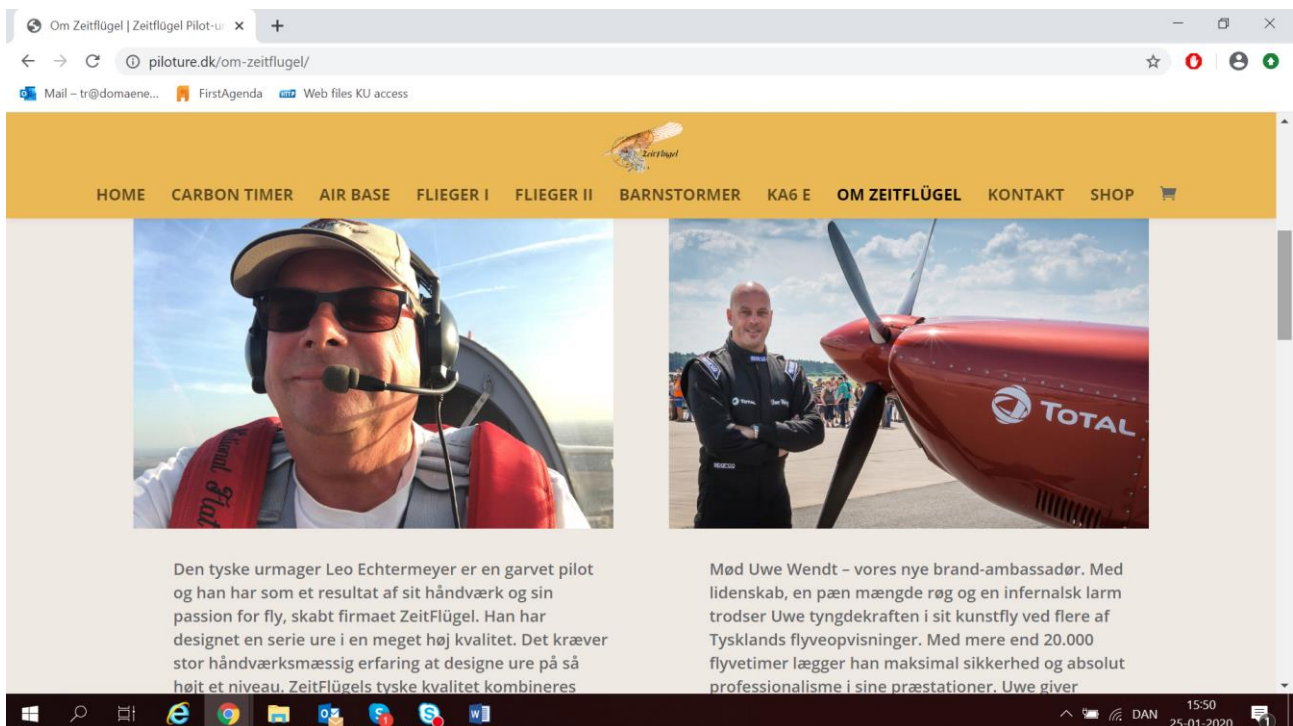 Om Zeitflügel | Zeitflügel Pilot-u
piloture.dk/om-zeitflugel/
Mail – tr@domaene...
FirstAgenda
Web files KU access
ZeitFlügel
HOME CARBON TIMER AIR BASE FLIEGER I FLIEGER II BARNSTORMER KA6 E OM ZEITFLÜGEL KONTAKT SHOP
TOTAL
Den tyske urmager Leo Echtermeyer er en garvet pilot
og han har som et resultat af sit håndværk og sin
passion for fly, skabt firmaet ZeitFlügel. Han har
designet en serie ure i en meget høj kvalitet. Det kræver
stor håndværksmæssig erfaring at designe ure på så
højt et niveau. ZeitFlügels tyske kvalitet kombineres
Mød Uwe Wendt – vores nye brand-ambassadør. Med
lidenskab, en pæn mængde røg og en infernalsk larm
trodser Uwe tyngdekraften i sit kunstfly ved flere af
Tysklands flyveopvisninger. Med mere end 20.000
flyvetimer lægger han maksimal sikkerhed og absolut
professionalisme i sine præstationer. Uwe giver
DAN
15:50
25-01-2020